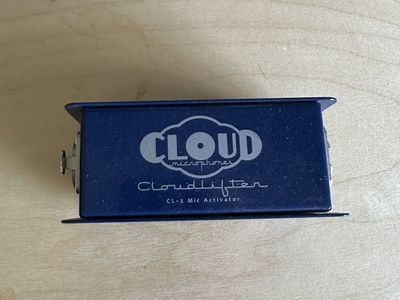 CLOUD
microphones
Cloudlifter
CL-1 Mic Activator